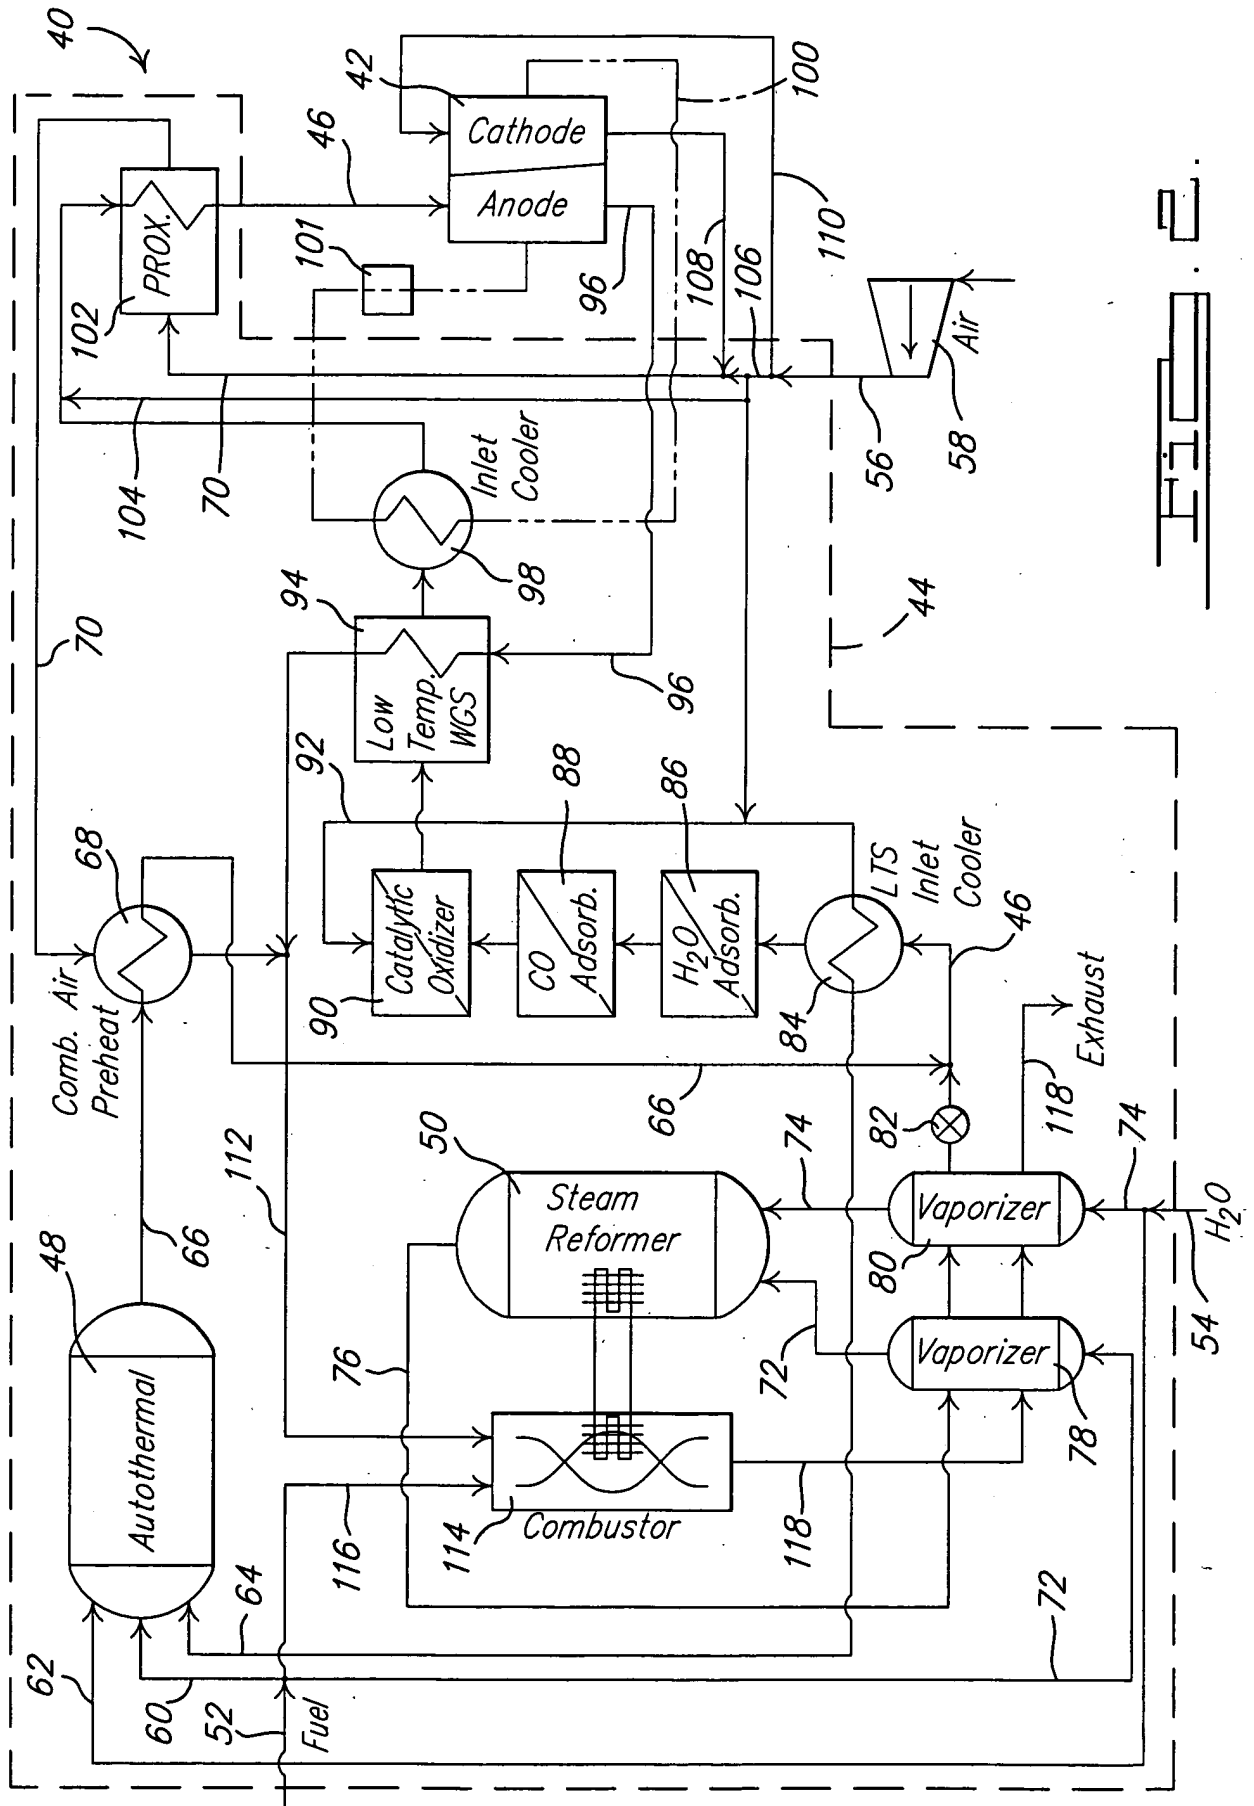 40
62
60
52
Fuel
64
Autothermal
48
66
Comb. Air
Preheat
68
70
104
102
PROX.
116
112
76
114
Combustor
50
Steam
Reformer
90
Catalytic
Oxidizer
92
94
Low
Temp.
WGS
70
101
46
42
Cathode
Anode
98
Inlet
Cooler
88
CO
Adsorb.
86
H₂O
Adsorb.
96
96
108
106
110
100
118
72
74
66
84
LTS
Inlet
Cooler
82
80
Vaporizer
Vaporizer
78
46
118
Exhaust
44
56
58
Air
72
54
H₂O
74